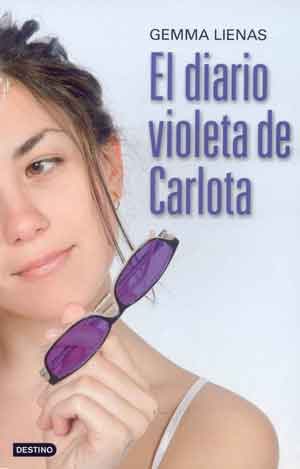 GEMMA LIENAS
El diario
violeta de
Carlota
DESTINO